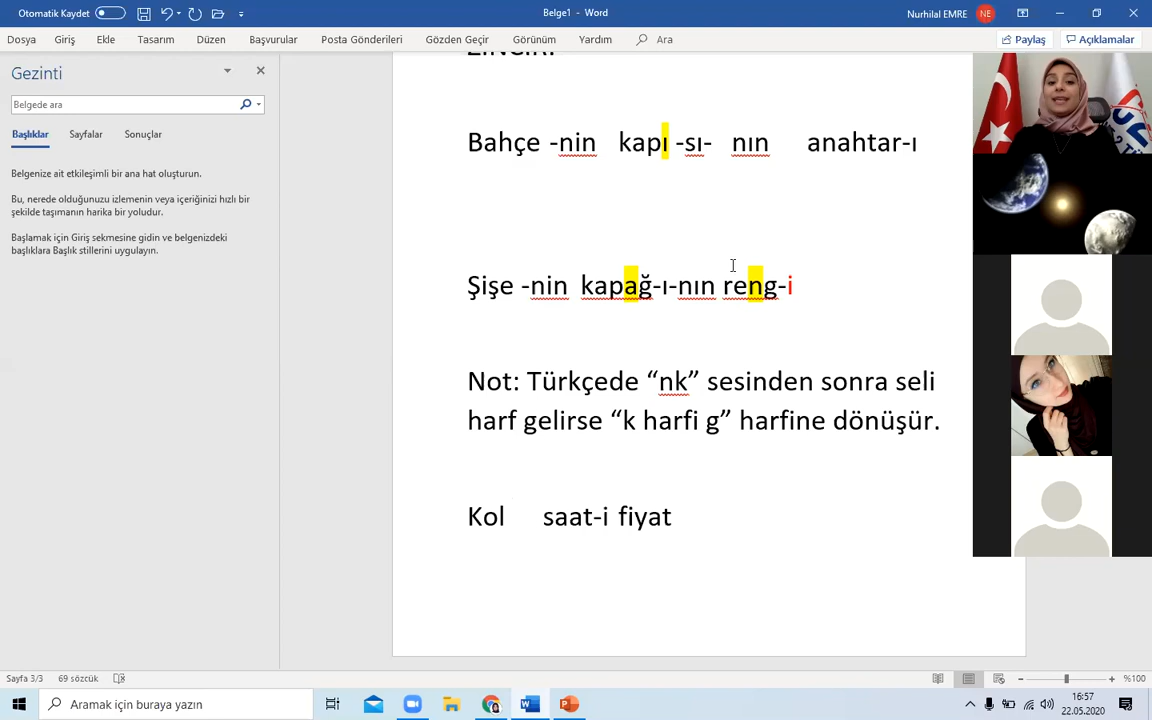 Otomatik Kaydet
Belge1 - Word
Nurhilal EMRE NE
Dosya Giriş Ekle Tasarım Düzen Başvurular Posta Gönderileri Gözden Geçir Görünüm Yardım Ara
Paylaş Açıklamalar
Gezinti
Belgede ara
Başlıklar Sayfalar Sonuçlar
Belgenize ait etkileşimli bir ana hat oluşturun.
Bu, nerede olduğunuzu izlemenin veya içeriğinizi hızlı bir
şekilde taşımanın harika bir yoludur.
Başlamak için Giriş sekmesine gidin ve belgenizdeki
başlıklara Başlık stillerini uygulayın.
ZİNCİR:
Bahçe -nin kapı -sı- nın anahtar-ı
Şişe -nin kapağ-ı-nın reng-i
Not: Türkçede “nk” sesinden sonra seli
harf gelirse “k harfi g” harfine dönüşür.
Kol saat-i fiyat
Sayfa 3/3 69 sözcük
%100
Aramak için buraya yazın
16:57
22.05.2020